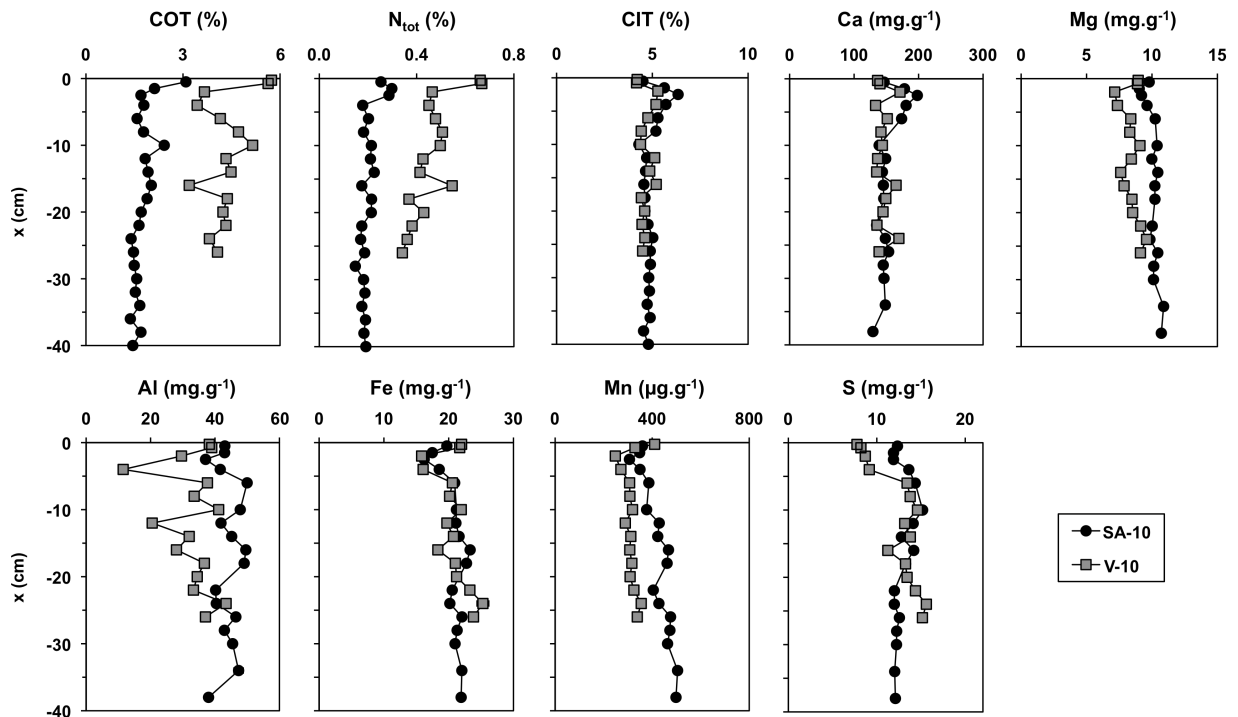 COT (%)
N_tot (%)
CIT (%)
Ca (mg.g⁻¹)
Mg (mg.g⁻¹)
0 3 6
0.0 0.4 0.8
0 5 10
0 100 200 300
0 5 10 15
0
-10
-20
-30
-40
x (cm)
Al (mg.g⁻¹)
Fe (mg.g⁻¹)
Mn (µg.g⁻¹)
S (mg.g⁻¹)
0 20 40 60
0 10 20 30
0 400 800
0 10 20
0
-10
-20
-30
-40
x (cm)
SA-10
V-10